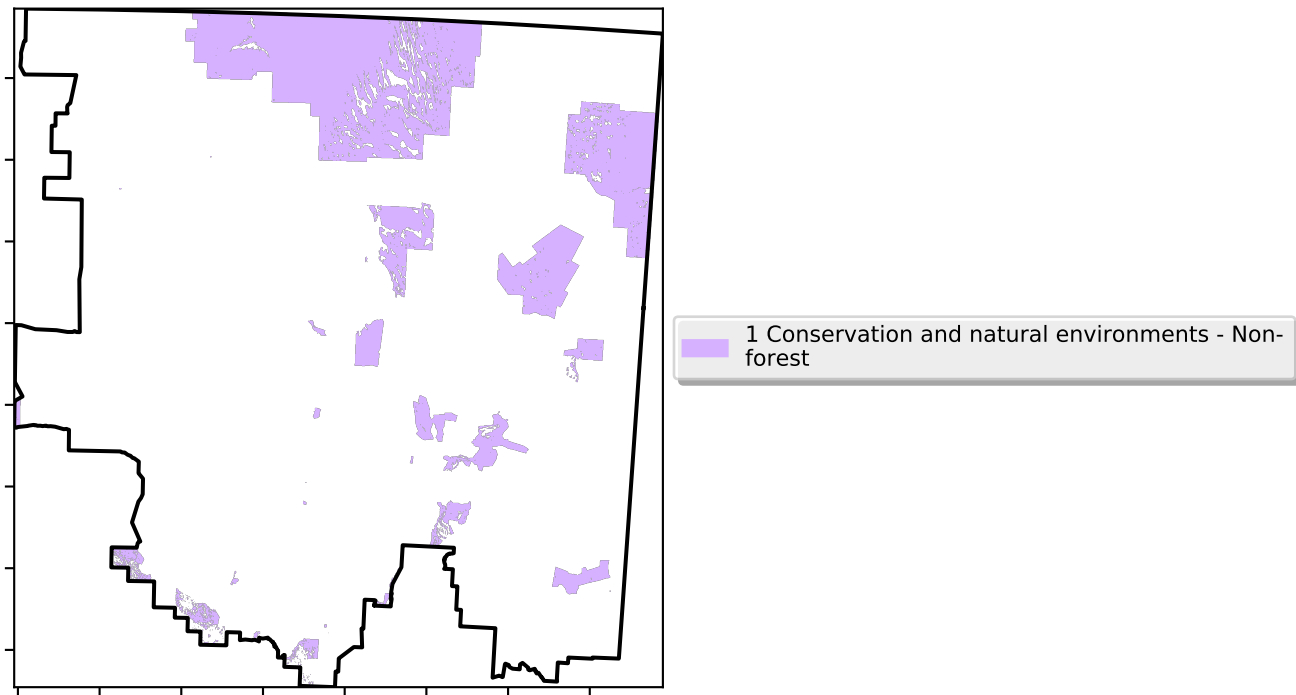 1 Conservation and natural environments - Non-
forest